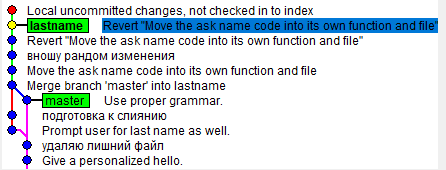 Local uncommitted changes, not checked in to index
lastname Revert "Move the ask name code into its own function and file"
Revert "Move the ask name code into its own function and file"
вношу рандом изменения
Move the ask name code into its own function and file
Merge branch 'master' into lastname
master Use proper grammar.
подготовка к слиянию
Prompt user for last name as well.
удаляю лишний файл
Give a personalized hello.